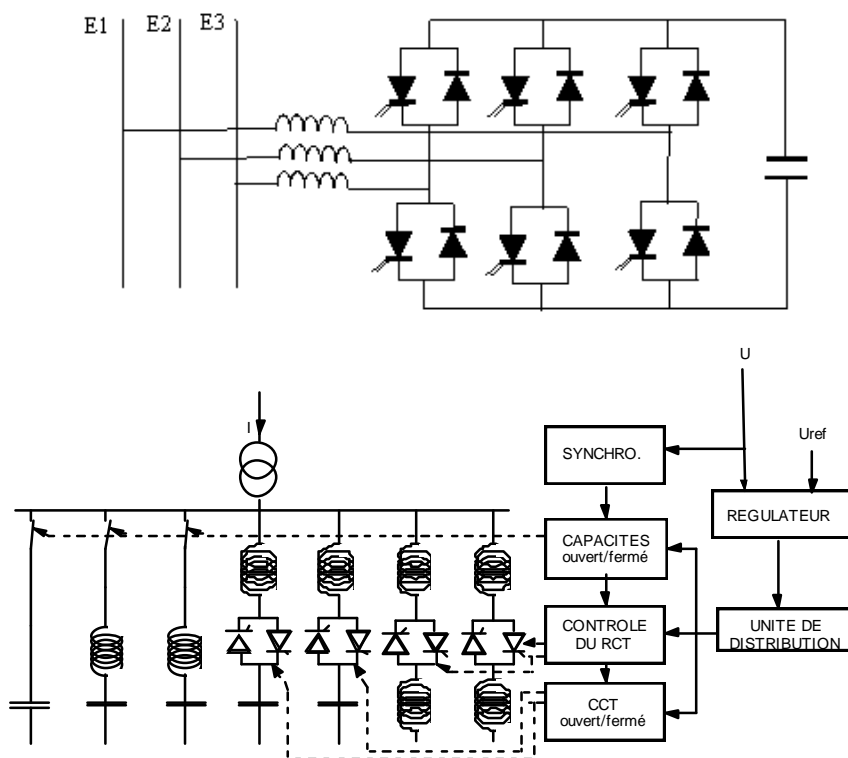 E1 E2 E3
U
I
Uref
SYNCHRO.
REGULATEUR
CAPACITES
ouvert/fermé
CONTROLE
DU RCT
UNITE DE
DISTRIBUTION
CCT
ouvert/fermé